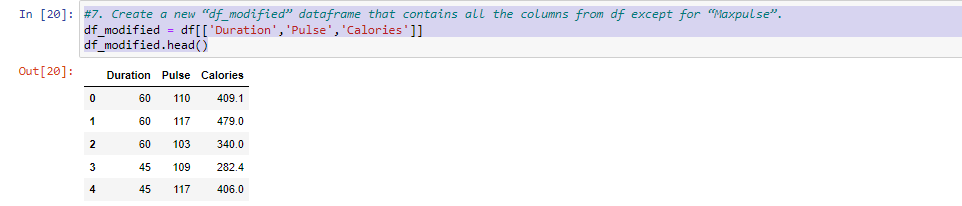 In [20]: #7. Create a new “df_modified” dataframe that contains all the columns from df except for “Maxpulse”.
df_modified = df[['Duration','Pulse','Calories']]
df_modified.head()
Out[20]:
Duration Pulse Calories
0 60 110 409.1
1 60 117 479.0
2 60 103 340.0
3 45 109 282.4
4 45 117 406.0